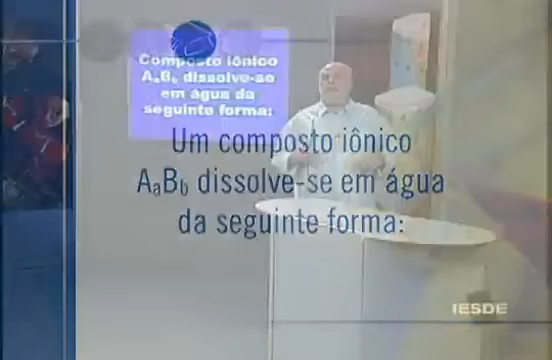 Composto iônico
AₐBᵦ dissolve-se
em água da
seguinte forma:
Um composto iônico
AaBb dissolve-se em água
da seguinte forma:
IESDE